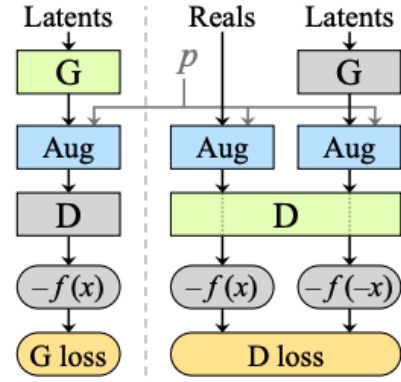 Latents Reals Latents
p
G G
Aug Aug Aug
D D
−f(x) −f(x) −f(−x)
G loss D loss